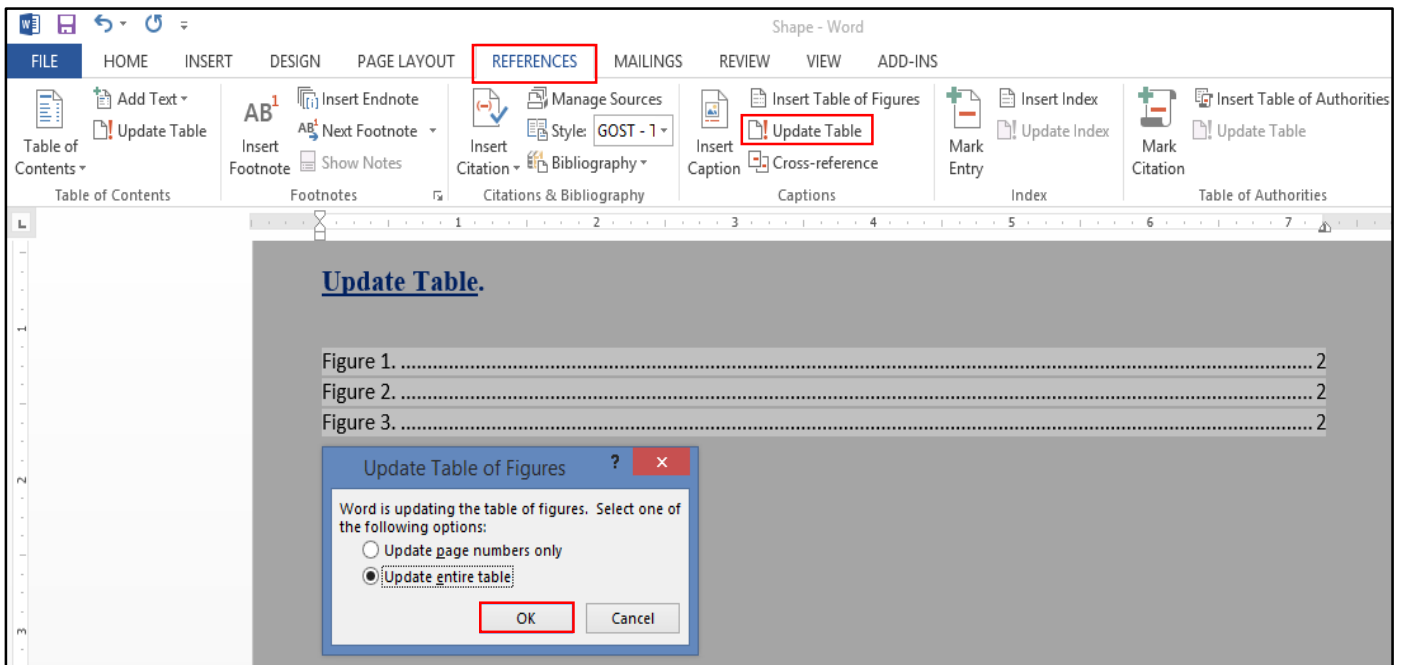 Shape - Word
FILE HOME INSERT DESIGN PAGE LAYOUT REFERENCES MAILINGS REVIEW VIEW ADD-INS
Table of Contents
Add Text
Update Table
Table of Contents
AB1
Insert Footnote
Insert Endnote
AB1 Next Footnote
Show Notes
Footnotes
Insert Citation
Manage Sources
Style: GOST - T
Bibliography
Citations & Bibliography
Insert Caption
Insert Table of Figures
Update Table
Cross-reference
Captions
Mark Entry
Insert Index
Update Index
Index
Mark Citation
Insert Table of Authorities
Update Table
Table of Authorities
L
1 2 3 4 5 6 7
1
2
3
Update Table.
Figure 1. ........................................................................ 2
Figure 2. ........................................................................ 2
Figure 3. ........................................................................ 2
Update Table of Figures ? ×
Word is updating the table of figures. Select one of
the following options:
Update page numbers only
Update entire table
OK Cancel